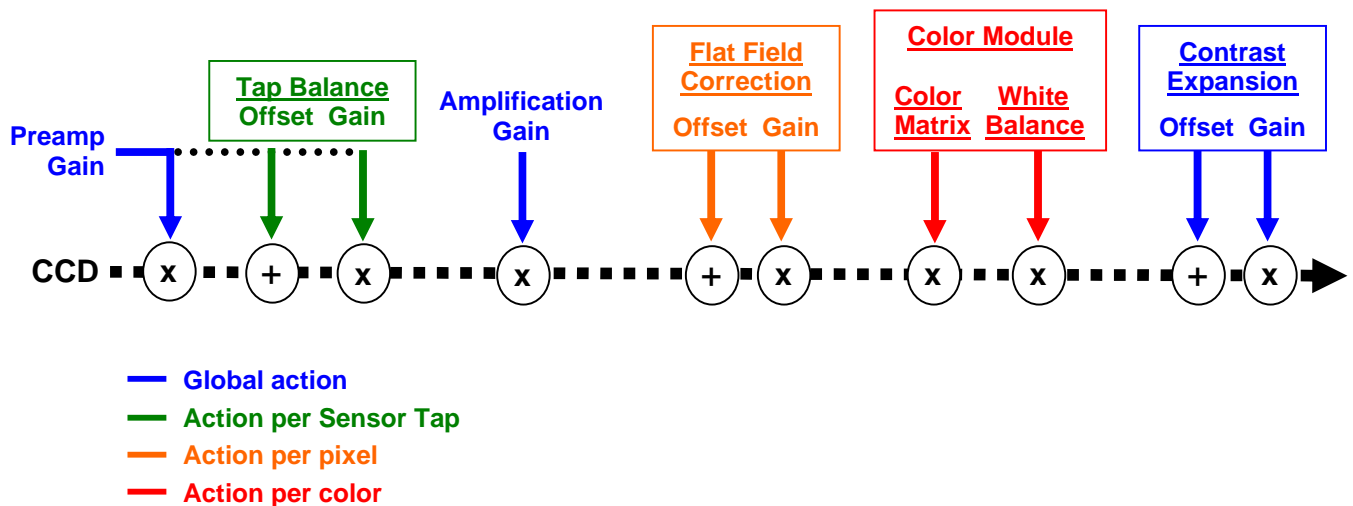 Preamp
Gain
Tap Balance
Offset Gain
Amplification
Gain
Flat Field
Correction
Offset Gain
Color Module
Color
Matrix
White
Balance
Contrast
Expansion
Offset Gain
CCD x + x x + x x x + x
Global action
Action per Sensor Tap
Action per pixel
Action per color